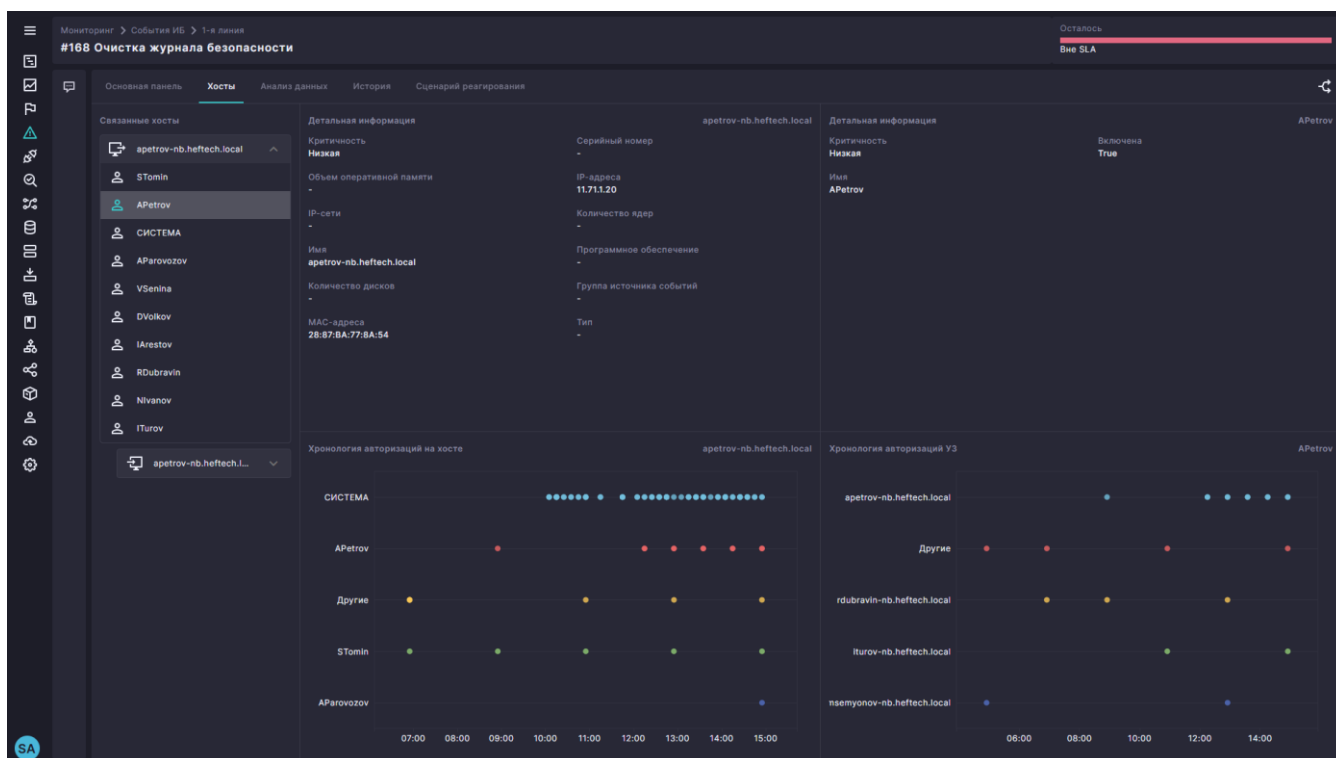 Мониторинг > События ИБ > 1-я линия
#168 Очистка журнала безопасности
Осталось
Вне SLA
Основная панель Хосты Анализ данных История Сценарий реагирования
Связанные хосты
apetrov-nb.heftech.local
STomin
APetrov
СИСТЕМА
AParovozov
VSenina
DVolkov
IArestov
RDubravin
NIvanov
ITurov
apetrov-nb.heftech.l...
Детальная информация apetrov-nb.heftech.local
Критичность
Низкая
Серийный номер
-
Объем оперативной памяти
-
IP-адреса
11.71.1.20
IP-сети
-
Количество ядер
-
Имя
apetrov-nb.heftech.local
Программное обеспечение
-
Количество дисков
-
Группа источника событий
-
MAC-адреса
28:87:BA:77:8A:54
Тип
-
Детальная информация APetrov
Критичность
Низкая
Включена
True
Имя
APetrov
Хронология авторизаций на хосте apetrov-nb.heftech.local
СИСТЕМА
APetrov
Другие
STomin
AParovozov
07:00 08:00 09:00 10:00 11:00 12:00 13:00 14:00 15:00
Хронология авторизаций УЗ APetrov
apetrov-nb.heftech.local
Другие
rdubravin-nb.heftech.local
iturov-nb.heftech.local
nsemyonov-nb.heftech.local
06:00 08:00 10:00 12:00 14:00
SA